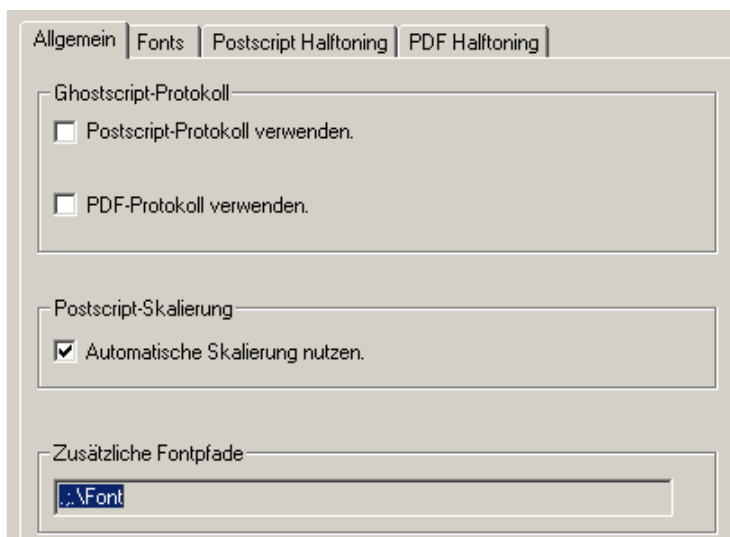 Allgemein Fonts Postscript Halftoning PDF Halftoning
Ghostscript-Protokoll
Postscript-Protokoll verwenden.
PDF-Protokoll verwenden.
Postscript-Skalierung
Automatische Skalierung nutzen.
Zusätzliche Fontpfade
.;.\Font